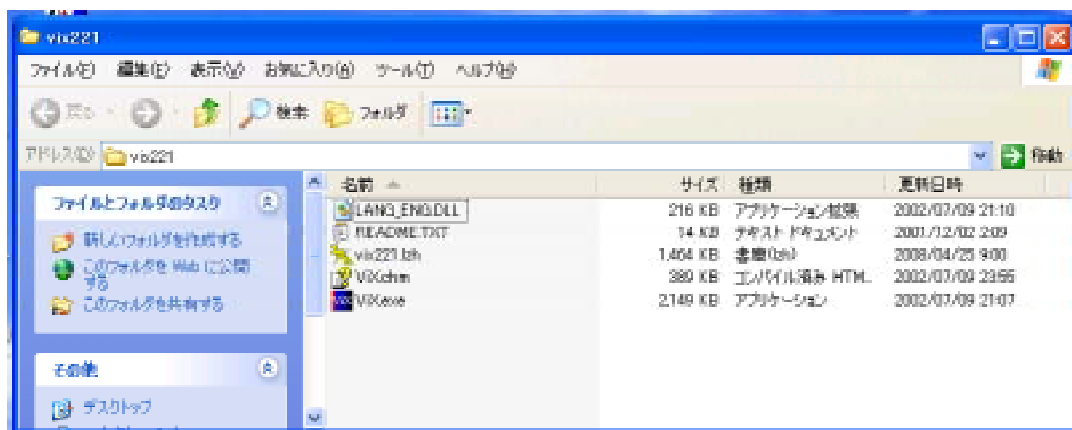 vix221
ファイル(F) 編集(E) 表示(V) お気に入り(A) ツール(T) ヘルプ(H)
戻る 検索 フォルダ
アドレス(D) vix221 移動
ファイルとフォルダのタスク
新しいフォルダを作成する
このフォルダを Web に公開
する
このフォルダを共有する
その他
デスクトップ
名前 サイズ 種類 更新日時
LANG_ENG.DLL 216 KB アプリケーション拡張 2002/07/09 21:10
README.TXT 14 KB テキスト ドキュメント 2001/12/02 2:09
vix221.lzh 1,464 KB 書庫(lzh) 2008/04/25 9:00
ViX.chm 389 KB コンパイル済み HTM... 2002/07/09 23:55
ViX.exe 2,149 KB アプリケーション 2002/07/09 21:07